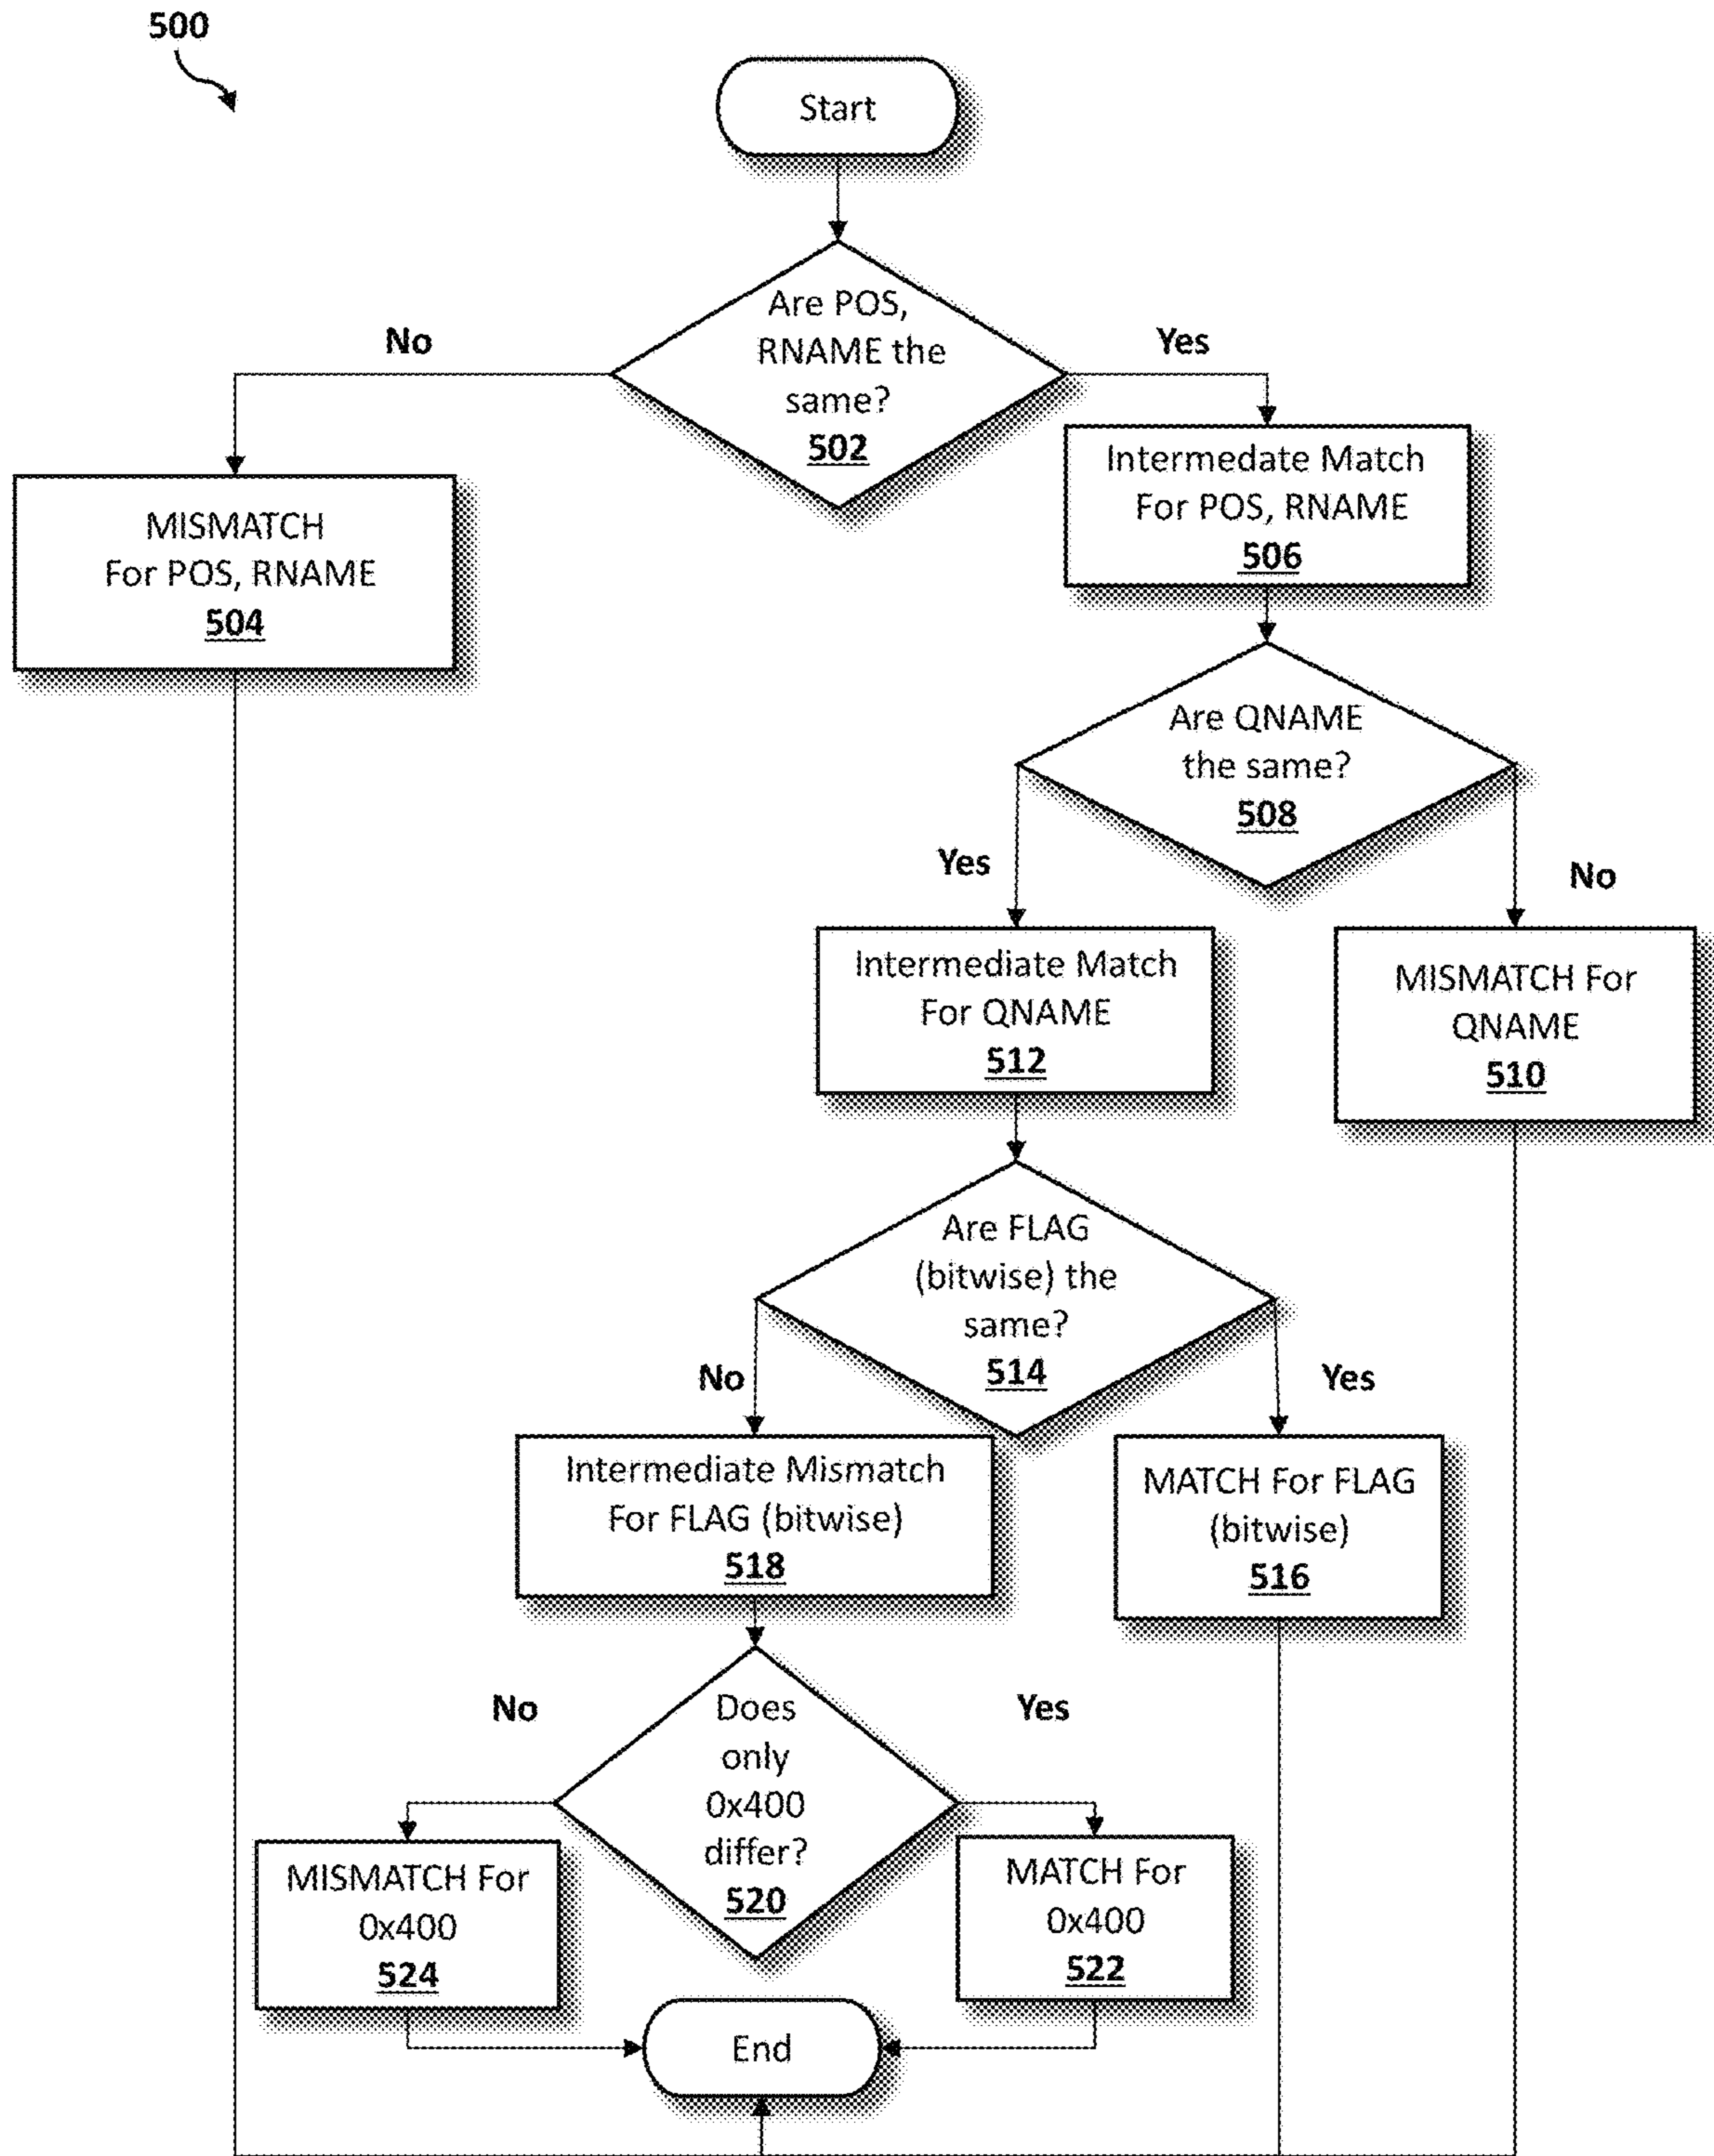 500
Start
Are POS,
RNAME the
same?
502
No
Yes
MISMATCH
For POS, RNAME
504
Intermedate Match
For POS, RNAME
506
Are QNAME
the same?
508
Yes
No
Intermediate Match
For QNAME
512
MISMATCH For
QNAME
510
Are FLAG
(bitwise) the
same?
514
No
Yes
Intermediate Mismatch
For FLAG (bitwise)
518
MATCH For FLAG
(bitwise)
516
Does
only
0x400
differ?
520
No
Yes
MISMATCH For
0x400
524
MATCH For
0x400
522
End